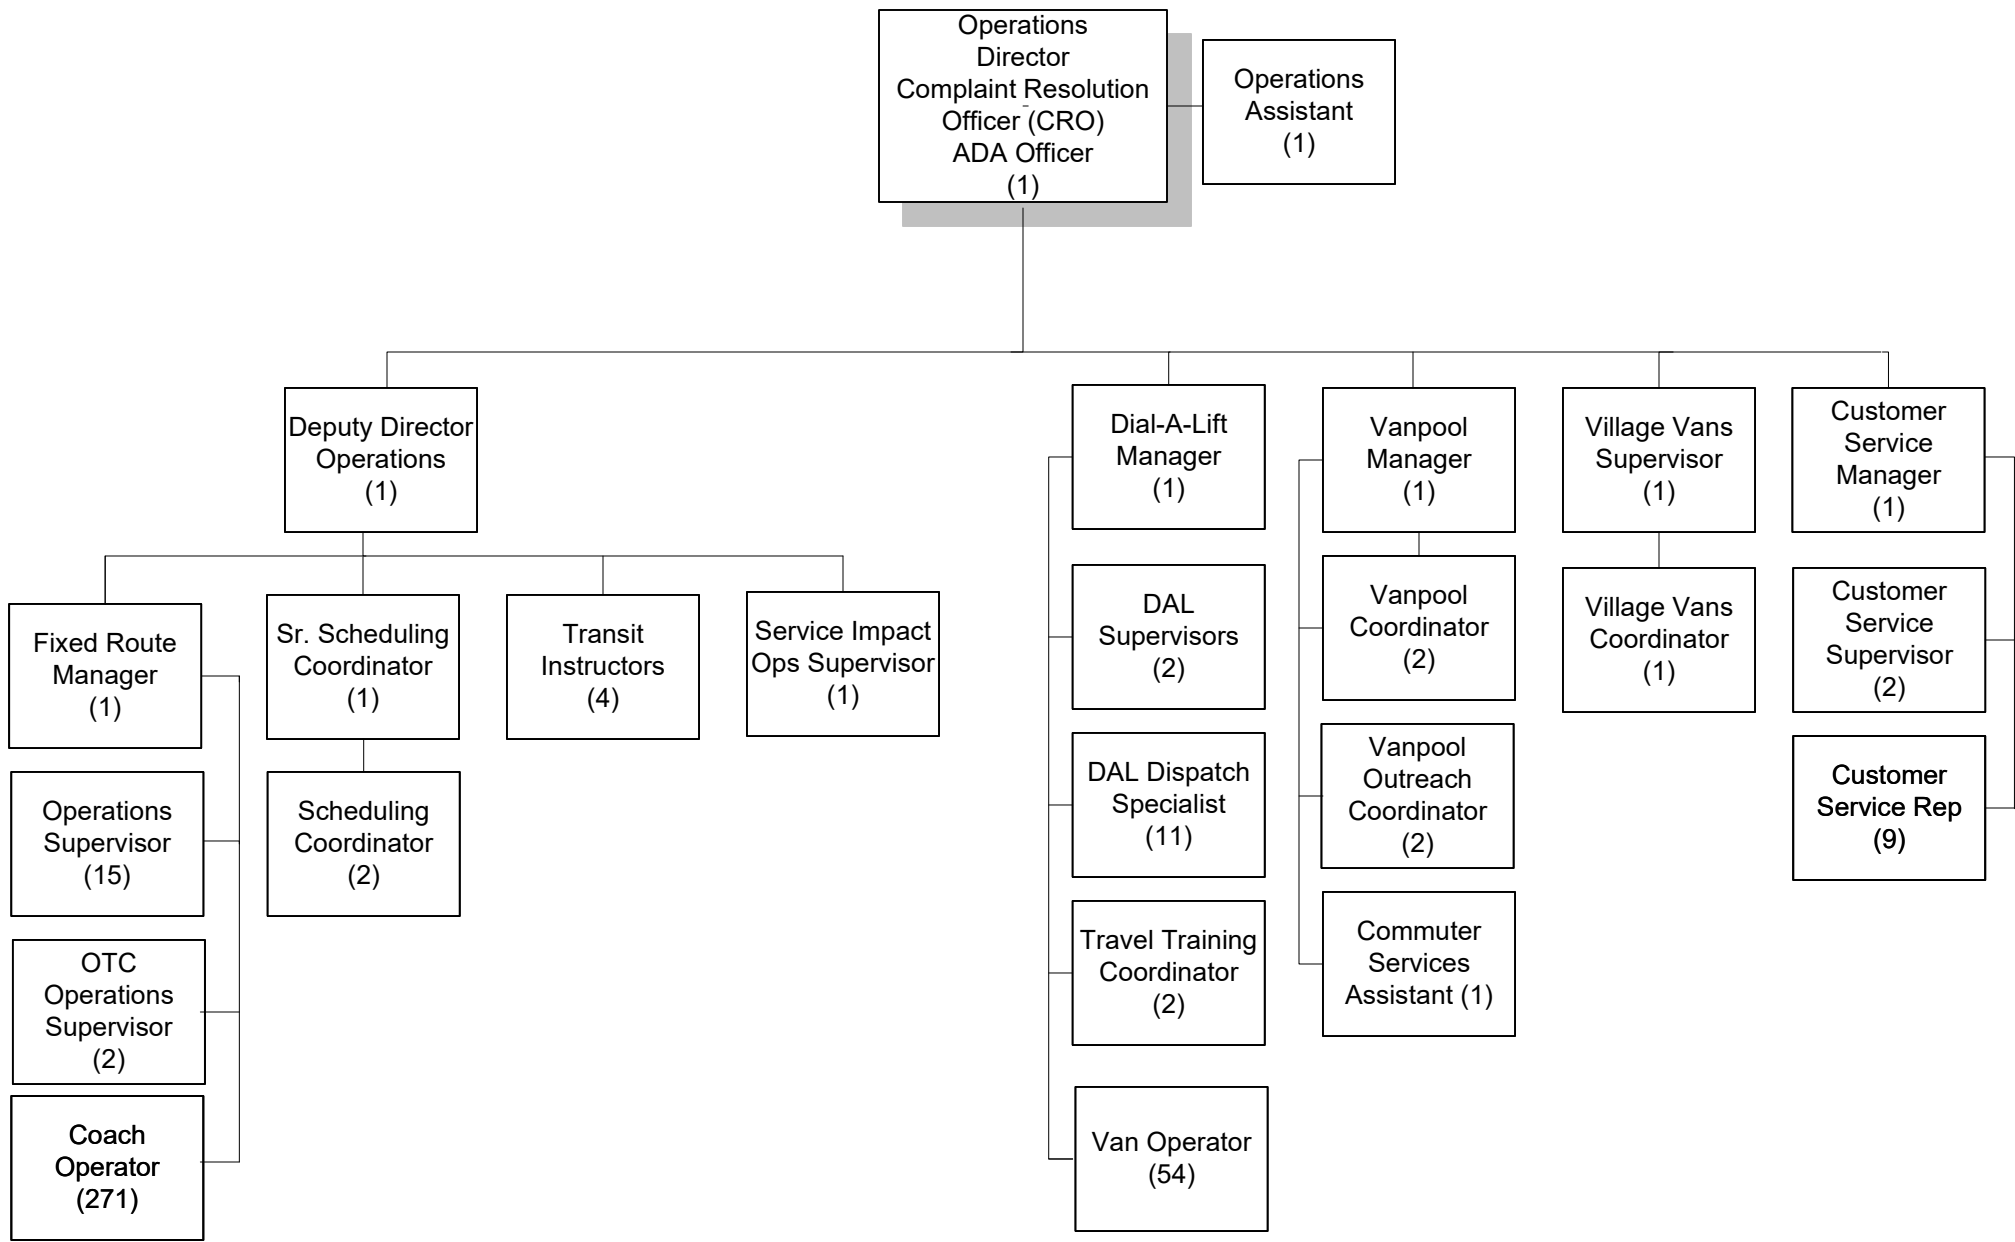 Operations
Director
Complaint Resolution
Officer (CRO)
ADA Officer
(1)
Operations
Assistant
(1)
Deputy Director
Operations
(1)
Dial-A-Lift
Manager
(1)
Vanpool
Manager
(1)
Village Vans
Supervisor
(1)
Customer
Service
Manager
(1)
Fixed Route
Manager
(1)
Sr. Scheduling
Coordinator
(1)
Transit
Instructors
(4)
Service Impact
Ops Supervisor
(1)
DAL
Supervisors
(2)
Vanpool
Coordinator
(2)
Village Vans
Coordinator
(1)
Customer
Service
Supervisor
(2)
Operations
Supervisor
(15)
Scheduling
Coordinator
(2)
DAL Dispatch
Specialist
(11)
Vanpool
Outreach
Coordinator
(2)
Customer
Service Rep
(9)
OTC
Operations
Supervisor
(2)
Travel Training
Coordinator
(2)
Commuter
Services
Assistant (1)
Coach
Operator
(271)
Van Operator
(54)